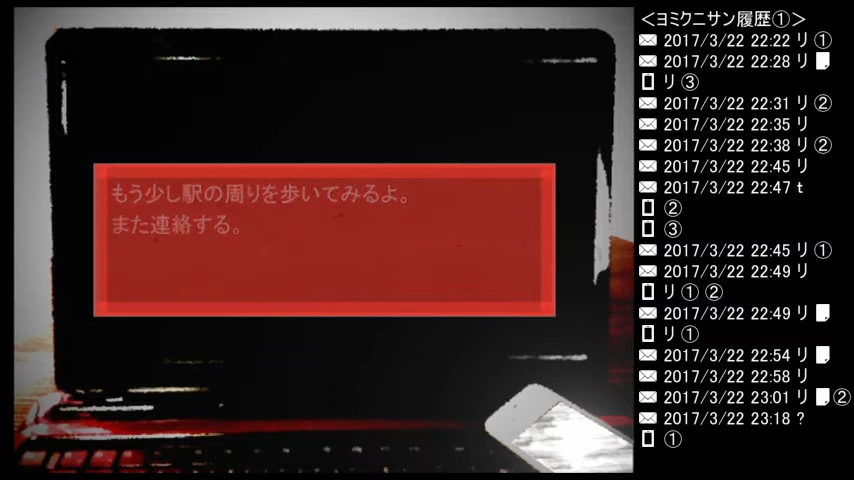 もう少し駅の周りを歩いてみるよ。
また連絡する。
＜ヨミクニサン履歴①＞
2017/3/22 22:22 リ ①
2017/3/22 22:28 リ
リ ③
2017/3/22 22:31 リ ②
2017/3/22 22:35 リ
2017/3/22 22:38 リ ②
2017/3/22 22:45 リ
2017/3/22 22:47 t
②
③
2017/3/22 22:45 リ ①
2017/3/22 22:49 リ
リ ① ②
2017/3/22 22:49 リ
リ ①
2017/3/22 22:54 リ
2017/3/22 22:58 リ
2017/3/22 23:01 リ ②
2017/3/22 23:18 ?
①